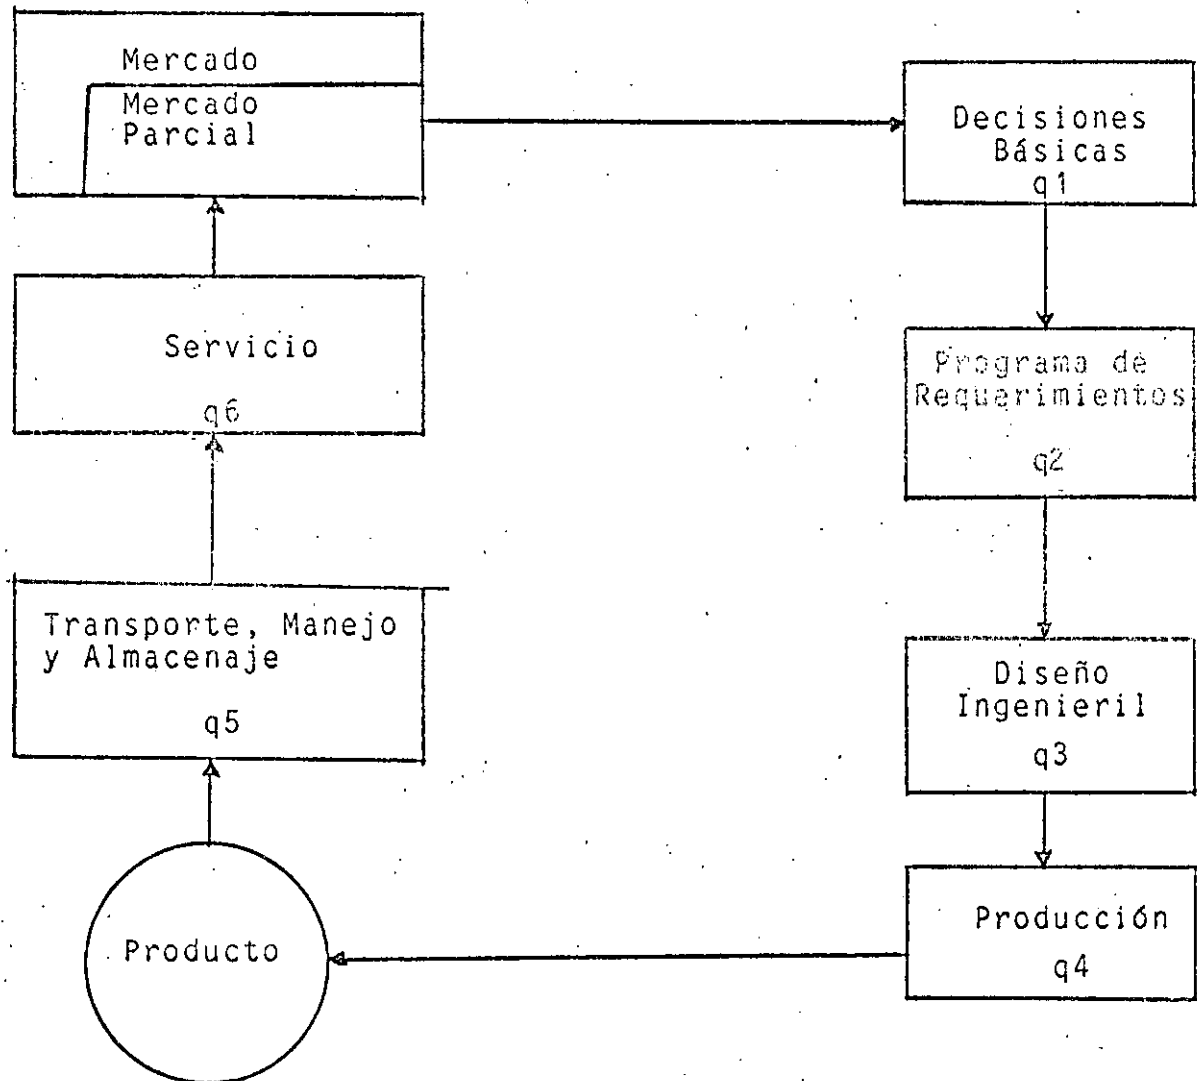 Mercado
Mercado
Parcial
Decisiones
Básicas
q1
Programa de
Requerimientos
q2
Diseño
Ingenieril
q3
Producción
q4
Producto
Transporte, Manejo
y Almacenaje
q5
Servicio
q6